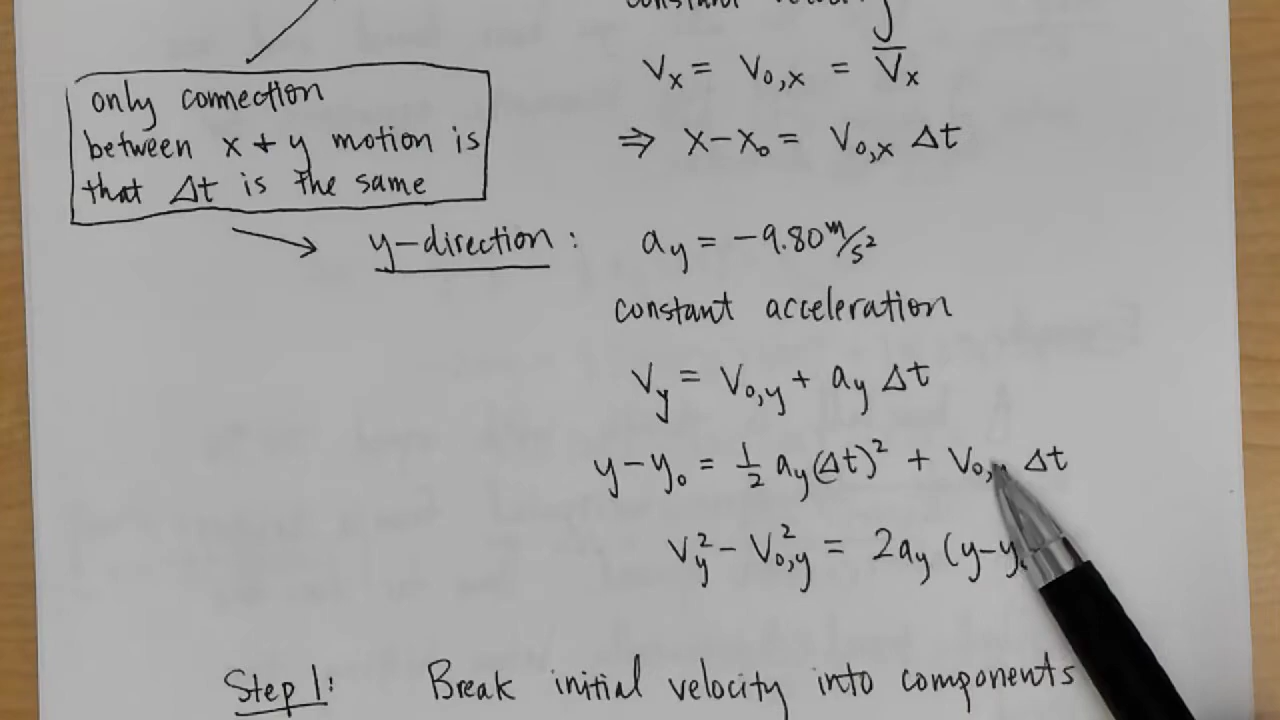 constant velocity
Vx = V0,x = V̅x
⇒ x-x0 = V0,x Δt
only connection
between x + y motion is
that Δt is the same
y-direction: ay = -9.80 m/s²
constant acceleration
Vy = V0,y + ay Δt
y-y0 = ½ ay(Δt)² + V0,y Δt
Vy² - V0,y² = 2ay (y-y
Step 1: Break initial velocity into components